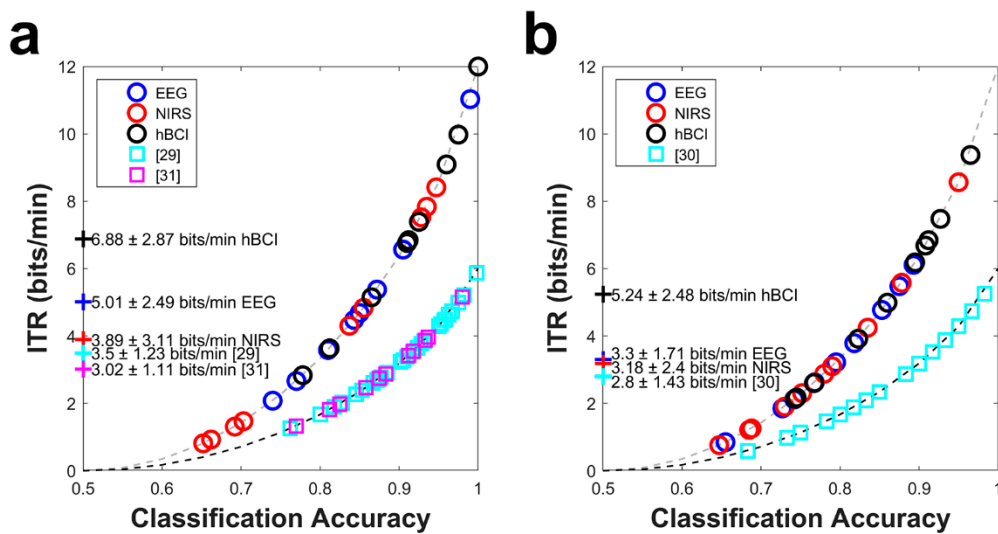 a
12
10
8
6
4
2
0
ITR (bits/min)
EEG
NIRS
hBCI
[29]
[31]
6.88 ± 2.87 bits/min hBCI
5.01 ± 2.49 bits/min EEG
3.89 ± 3.11 bits/min NIRS
3.5 ± 1.23 bits/min [29]
3.02 ± 1.11 bits/min [31]
0.5 0.6 0.7 0.8 0.9 1
Classification Accuracy
b
12
10
8
6
4
2
0
ITR (bits/min)
EEG
NIRS
hBCI
[30]
5.24 ± 2.48 bits/min hBCI
3.3 ± 1.71 bits/min EEG
3.18 ± 2.4 bits/min NIRS
2.8 ± 1.43 bits/min [30]
0.5 0.6 0.7 0.8 0.9 1
Classification Accuracy